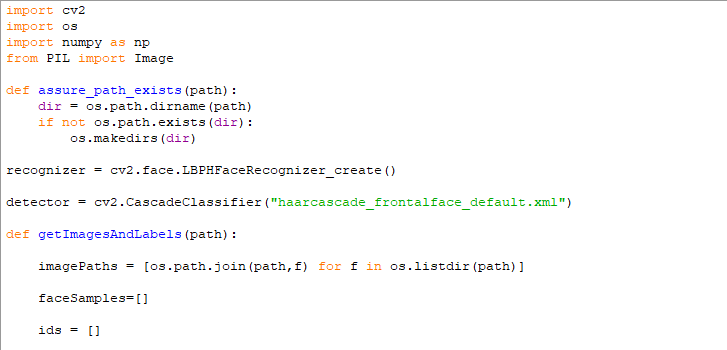 import cv2
import os
import numpy as np
from PIL import Image
def assure_path_exists(path):
    dir = os.path.dirname(path)
    if not os.path.exists(dir):
        os.makedirs(dir)
recognizer = cv2.face.LBPHFaceRecognizer_create()
detector = cv2.CascadeClassifier("haarcascade_frontalface_default.xml")
def getImagesAndLabels(path):
    imagePaths = [os.path.join(path,f) for f in os.listdir(path)]
    faceSamples=[]
    ids = []